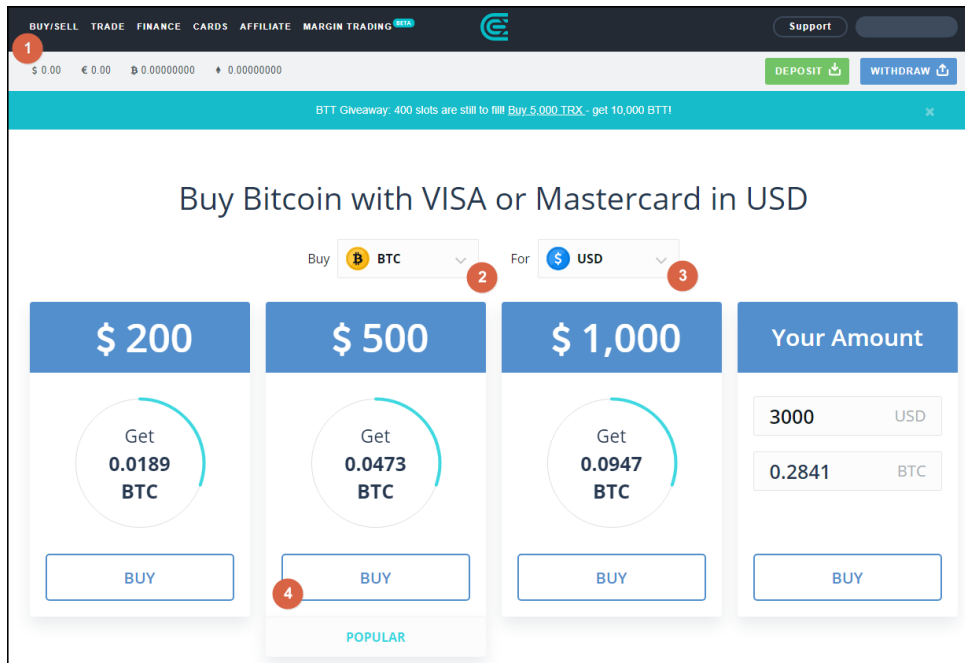 BUY/SELL TRADE FINANCE CARDS AFFILIATE MARGIN TRADING BETA Support
1
$ 0.00 € 0.00 ₿ 0.00000000 ♦ 0.00000000 DEPOSIT WITHDRAW
BTT Giveaway: 400 slots are still to fill! Buy 5,000 TRX - get 10,000 BTT! ×
Buy Bitcoin with VISA or Mastercard in USD
Buy ₿ BTC For $ USD
2 3
$ 200 $ 500 $ 1,000 Your Amount
3000 USD
Get Get Get
0.0189 0.0473 0.0947 0.2841 BTC
BTC BTC BTC
BUY BUY BUY BUY
4
POPULAR